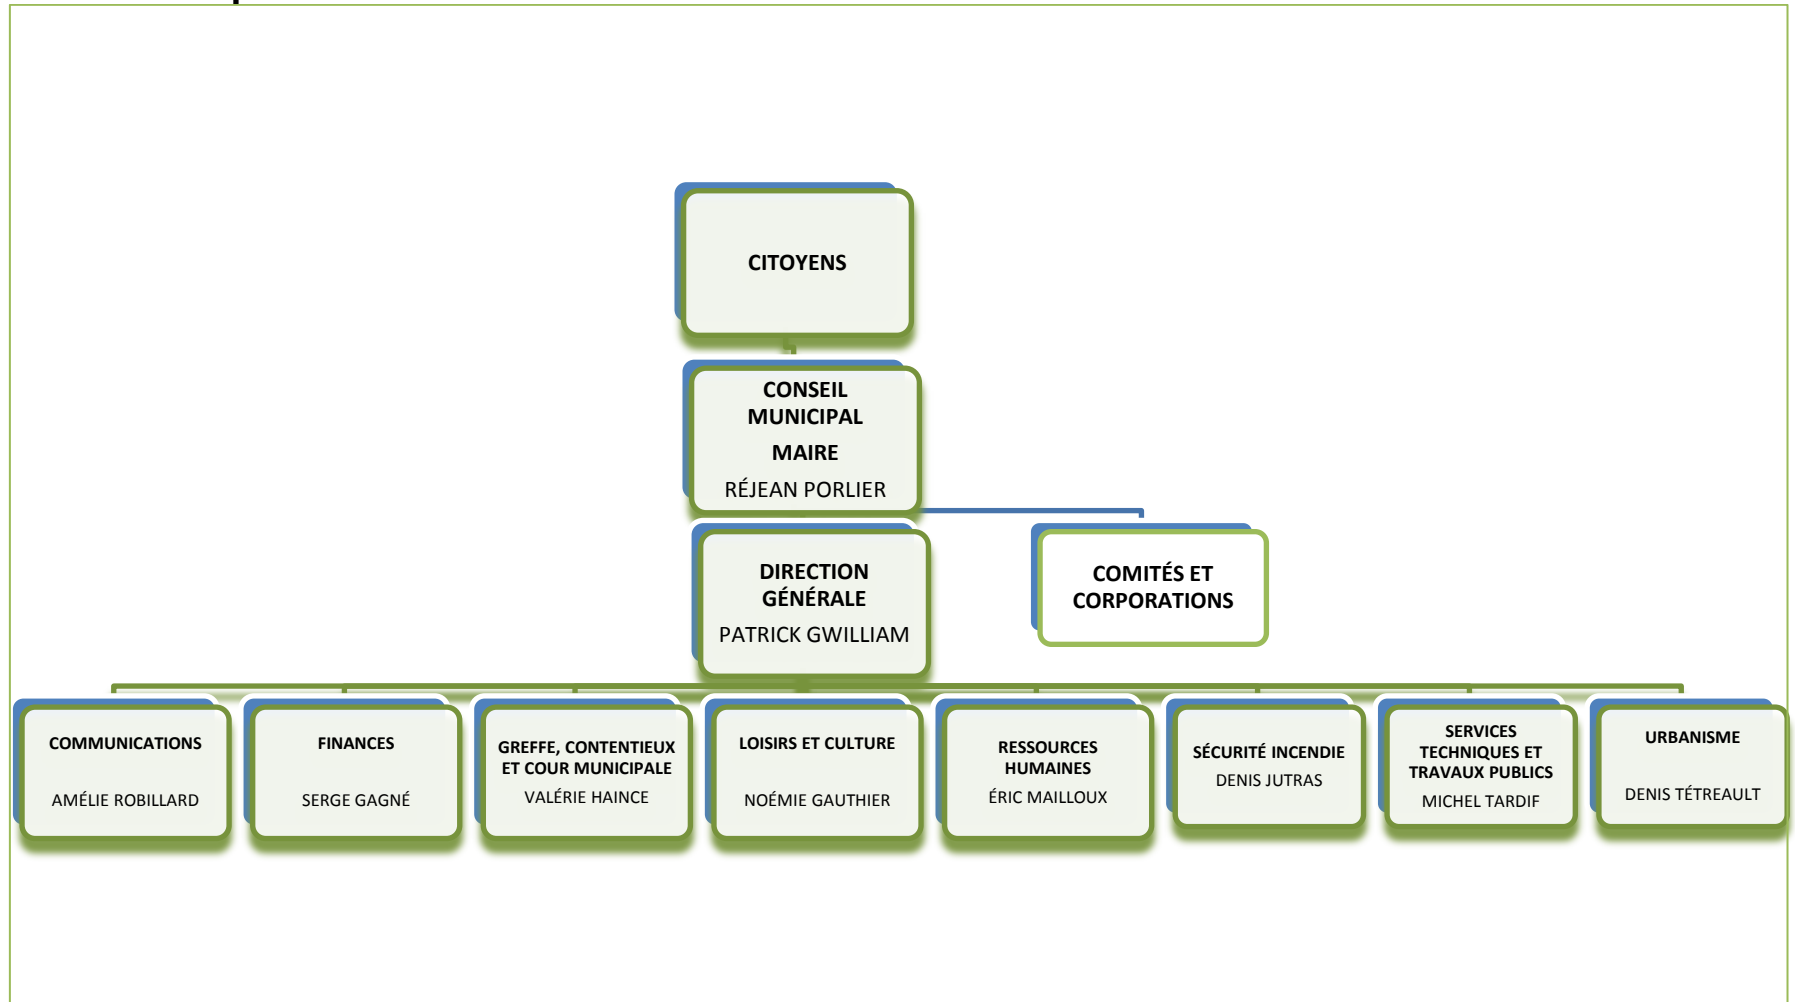 CITOYENS
CONSEIL
MUNICIPAL
MAIRE
RÉJEAN PORLIER
DIRECTION
GÉNÉRALE
PATRICK GWILLIAM
COMITÉS ET
CORPORATIONS
COMMUNICATIONS
AMÉLIE ROBILLARD
FINANCES
SERGE GAGNÉ
GREFFE, CONTENTIEUX
ET COUR MUNICIPALE
VALÉRIE HAINCE
LOISIRS ET CULTURE
NOÉMIE GAUTHIER
RESSOURCES
HUMAINES
ÉRIC MAILLOUX
SÉCURITÉ INCENDIE
DENIS JUTRAS
SERVICES
TECHNIQUES ET
TRAVAUX PUBLICS
MICHEL TARDIF
URBANISME
DENIS TÉTREAULT